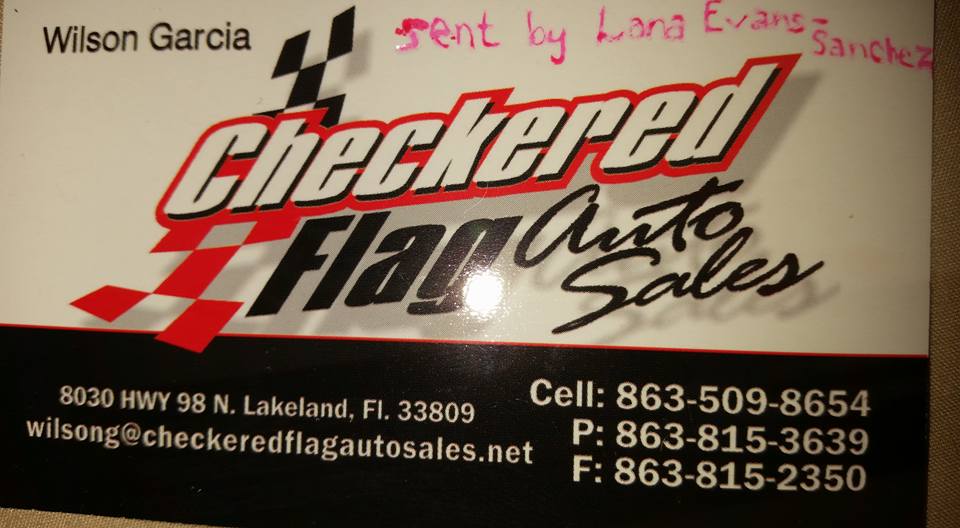 Wilson Garcia
sent by Lana Evans-
Sanchez
Checkered
Flag Auto
Sales
8030 HWY 98 N. Lakeland, Fl. 33809
wilsong@checkeredflagautosales.net
Cell: 863-509-8654
P: 863-815-3639
F: 863-815-2350